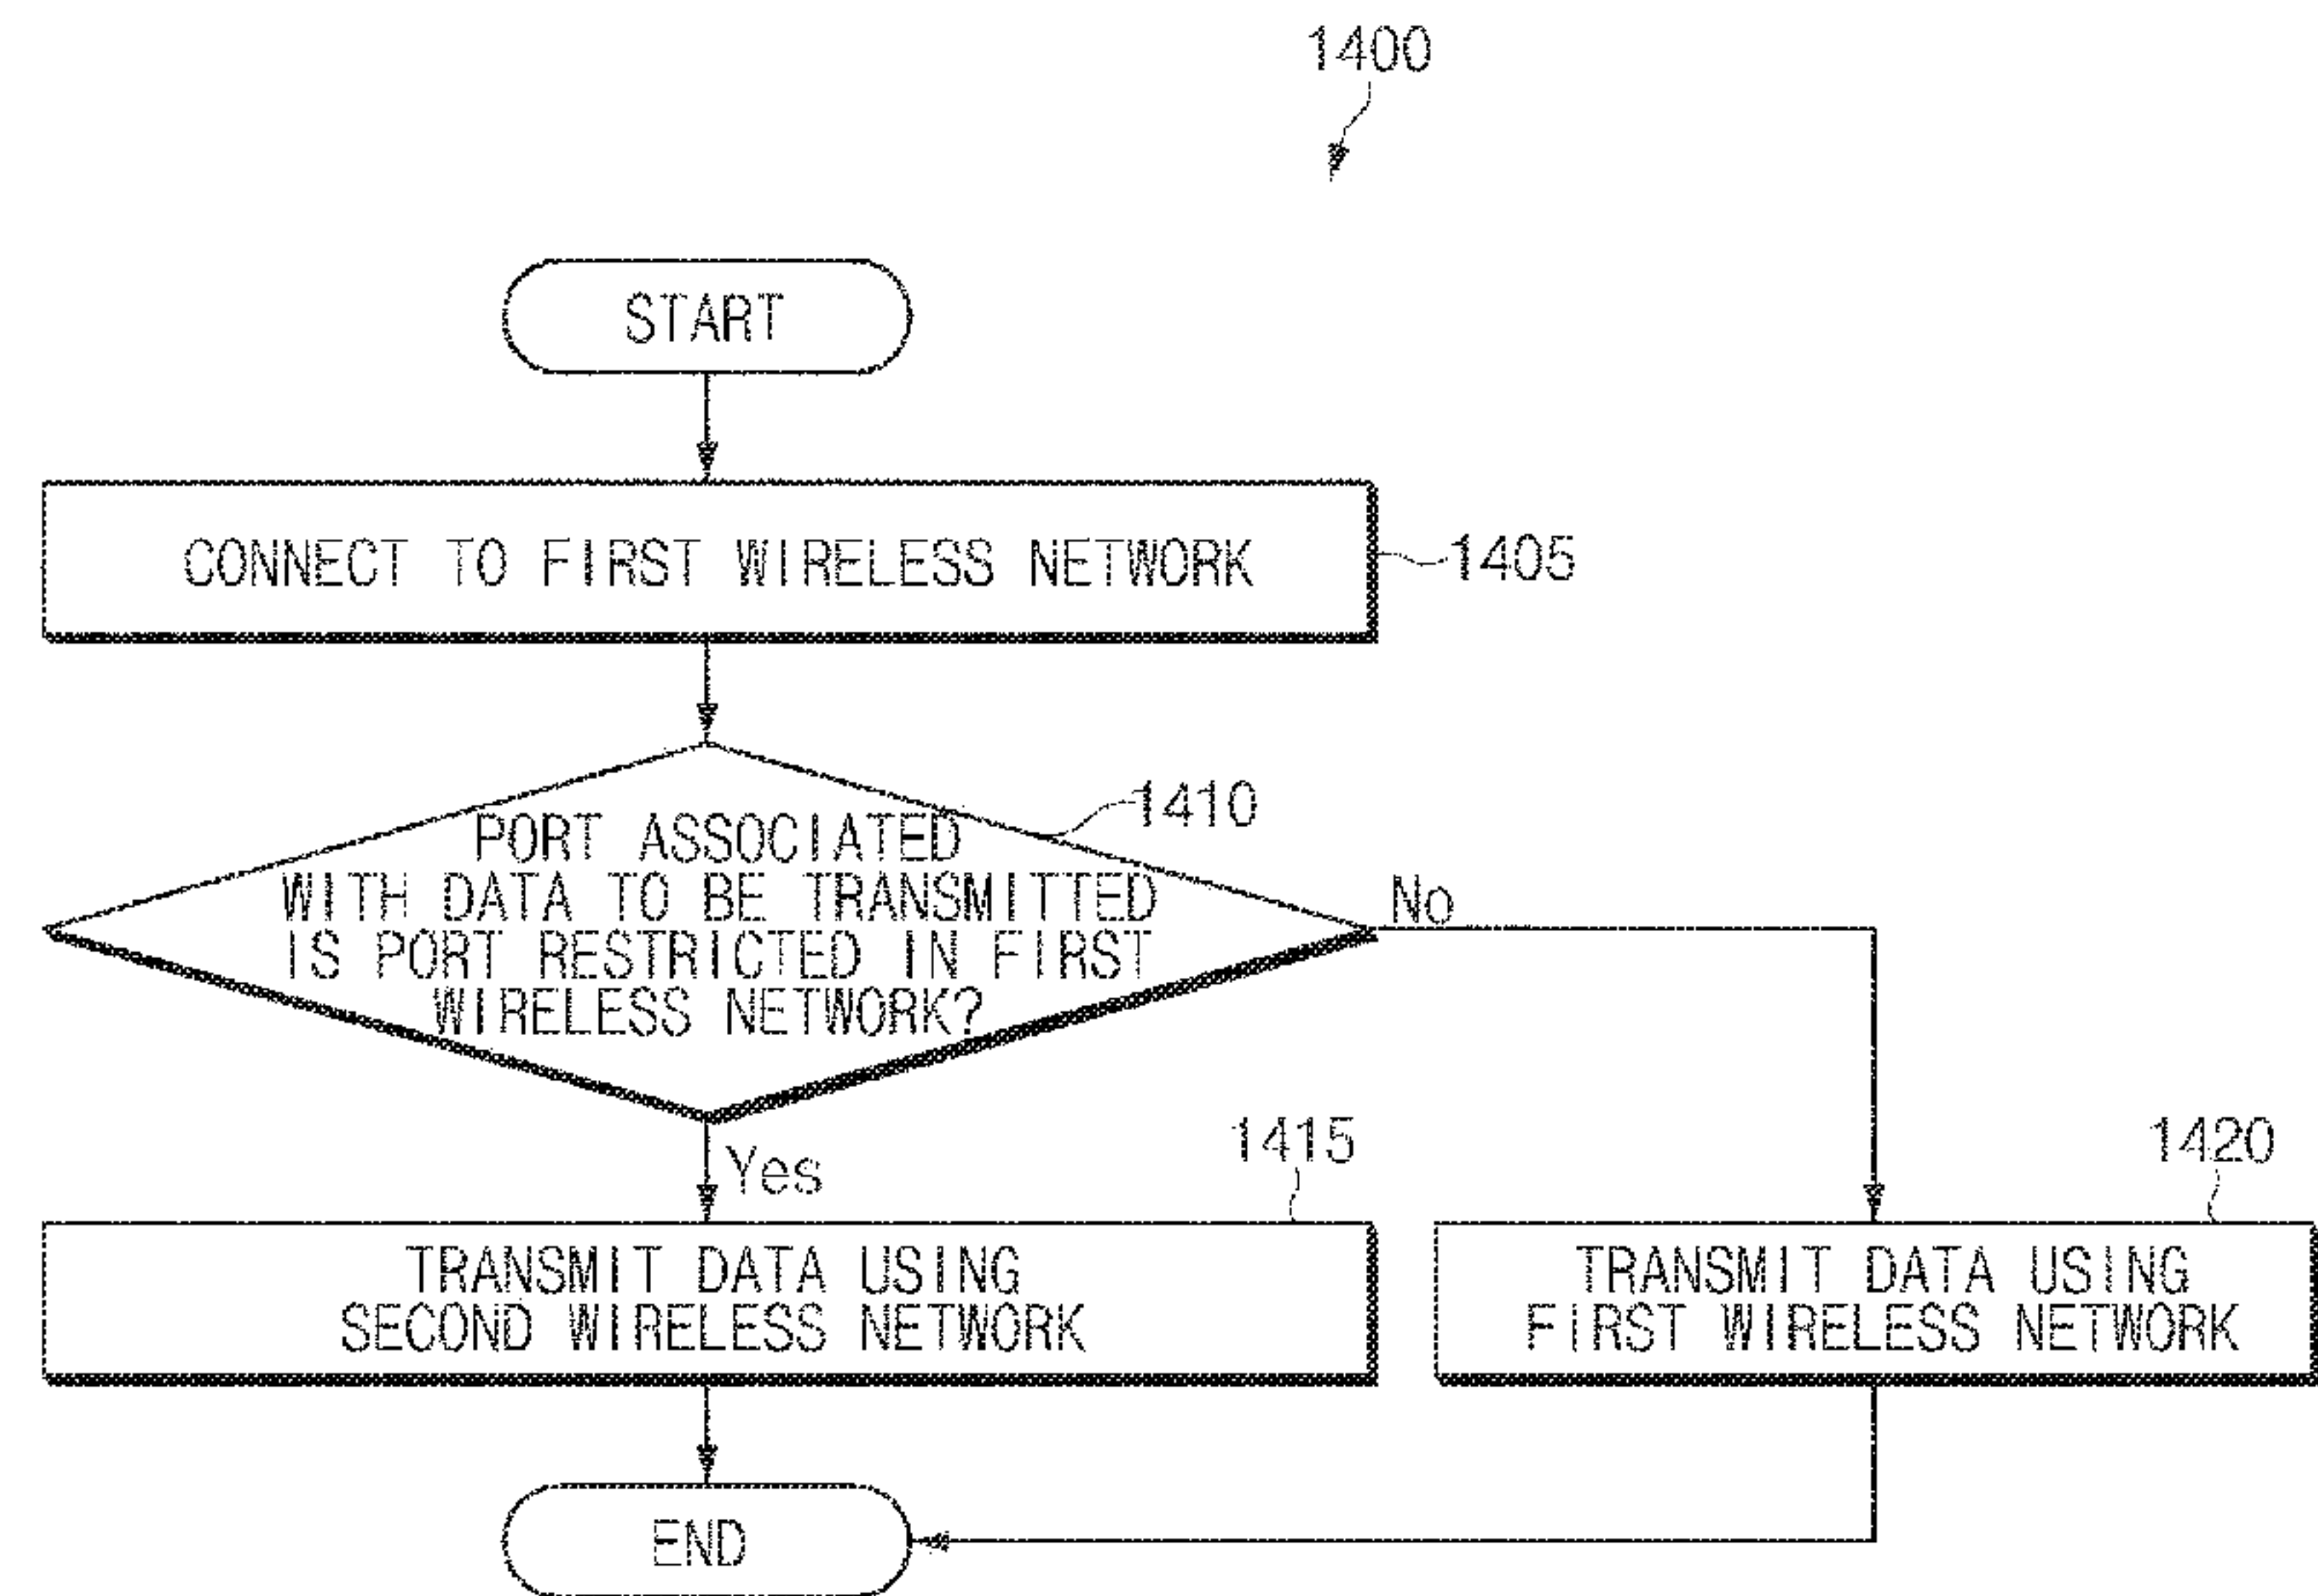 1400
START
CONNECT TO FIRST WIRELESS NETWORK
1405
1410
PORT ASSOCIATED
WITH DATA TO BE TRANSMITTED
IS PORT RESTRICTED IN FIRST
WIRELESS NETWORK?
No
Yes
1415
TRANSMIT DATA USING
SECOND WIRELESS NETWORK
1420
TRANSMIT DATA USING
FIRST WIRELESS NETWORK
END